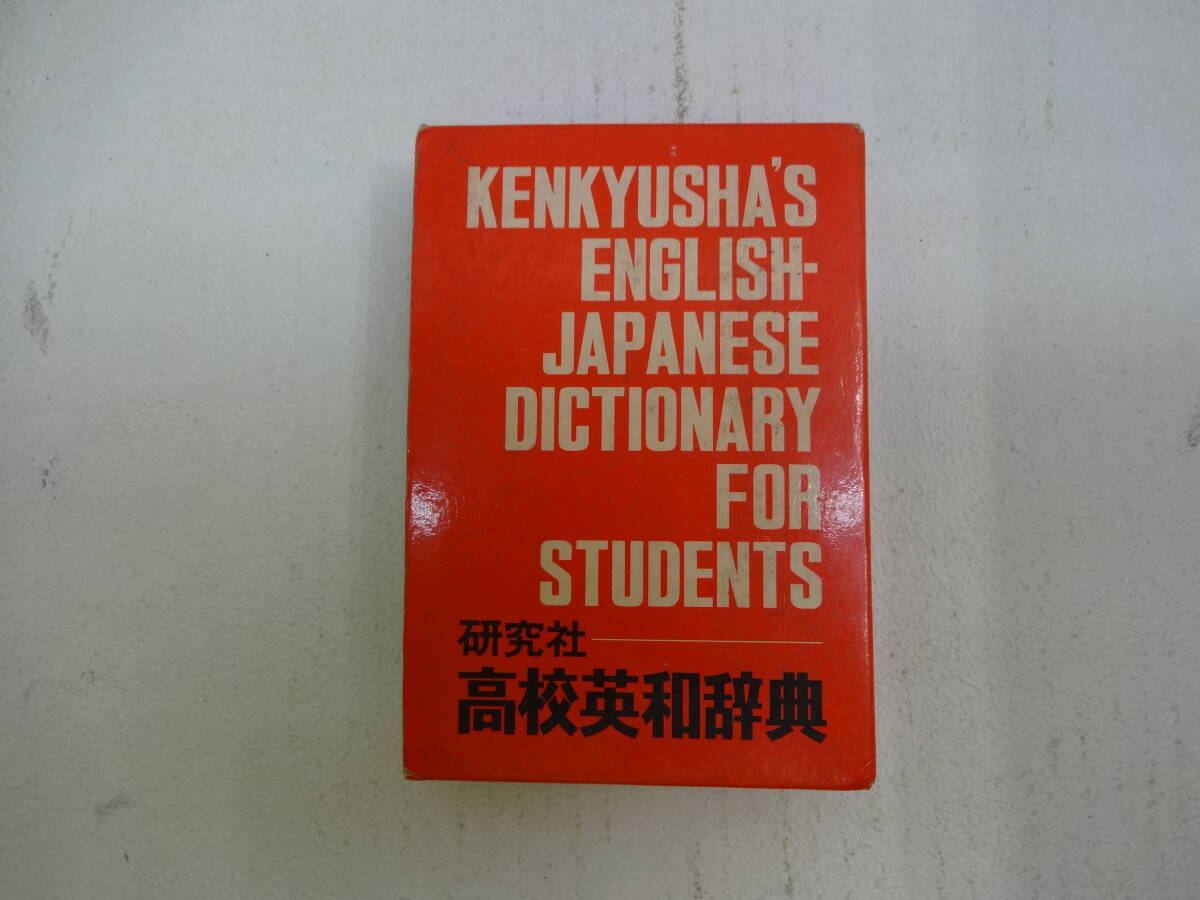 KENKYUSHA'S
ENGLISH-
JAPANESE
DICTIONARY
FOR
STUDENTS
研究社
高校英和辞典